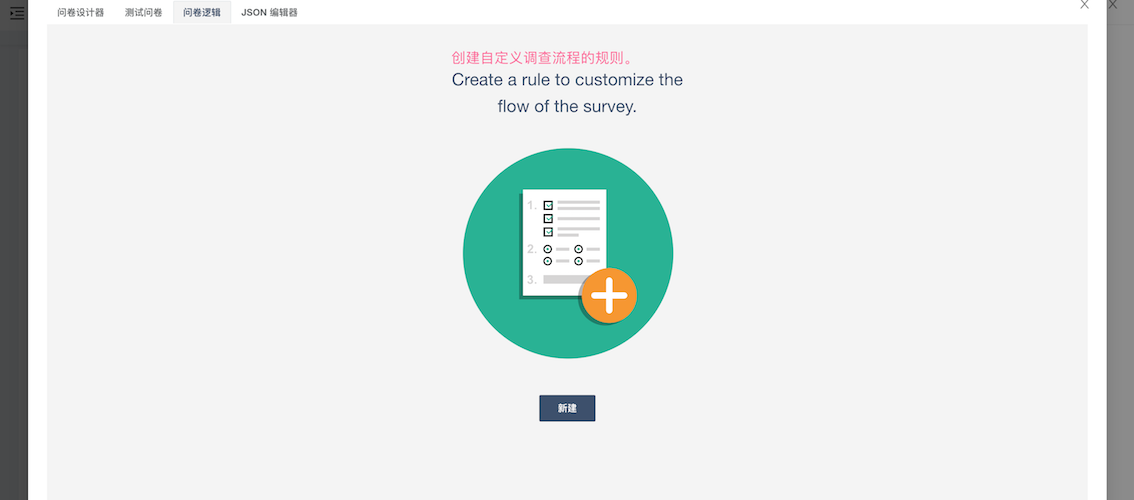 问卷设计器
测试问卷
问卷逻辑
JSON 编辑器
创建自定义调查流程的规则。
Create a rule to customize the
flow of the survey.
1.
2.
3.
新建